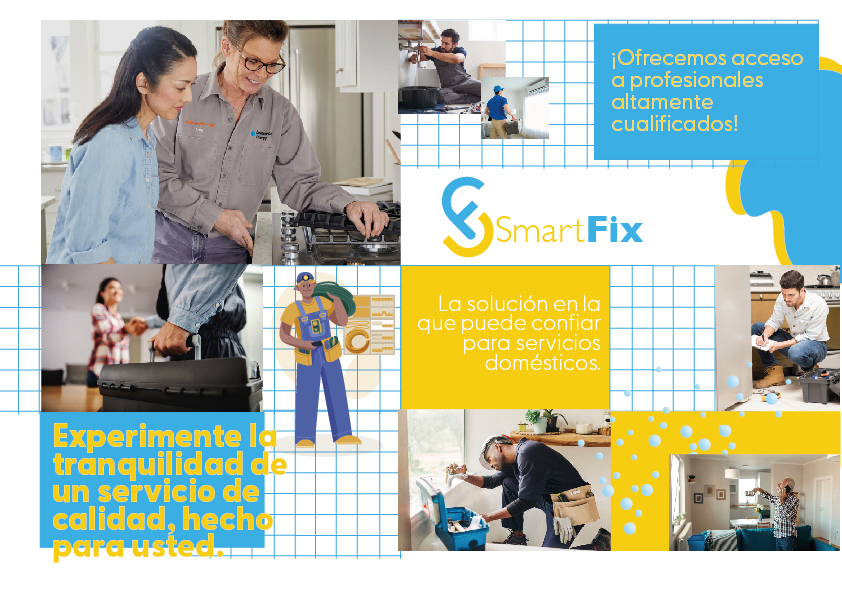 ¡Ofrecemos acceso
a profesionales
altamente
cualificados!
SmartFix
La solución en la
que puede confiar
para servicios
domésticos.
Experimente la
tranquilidad de
un servicio de
calidad, hecho
para usted.